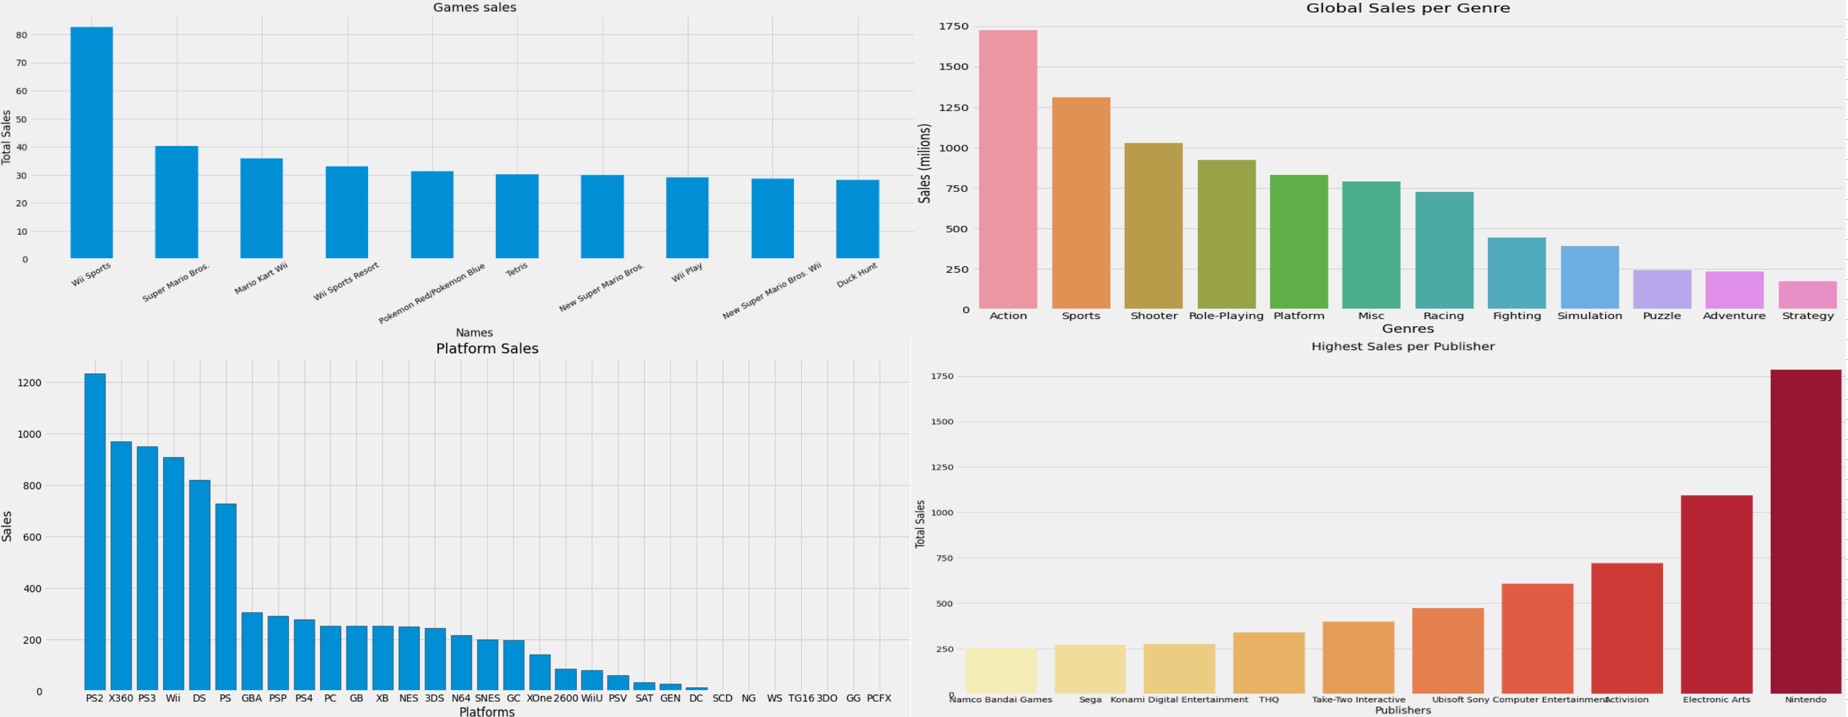 Games sales
Total Sales
80
70
60
50
40
30
20
10
0
Wii Sports
Super Mario Bros.
Mario Kart Wii
Wii Sports Resort
Pokemon Red/Pokemon Blue
Tetris
New Super Mario Bros.
Wii Play
New Super Mario Bros. Wii
Duck Hunt
Names
Global Sales per Genre
Sales (milions)
1750
1500
1250
1000
750
500
250
0
Action Sports Shooter Role-Playing Platform Misc Racing Fighting Simulation Puzzle Adventure Strategy
Genres
Platform Sales
Sales
1200
1000
800
600
400
200
0
PS2 X360 PS3 Wii DS PS GBA PSP PS4 PC GB XB NES 3DS N64 SNES GC XOne 2600 WiiU PSV SAT GEN DC SCD NG WS TG16 3DO GG PCFX
Platforms
Highest Sales per Publisher
Total Sales
1750
1500
1250
1000
750
500
250
0
Namco Bandai Games Sega Konami Digital Entertainment THQ Take-Two Interactive Ubisoft Sony Computer Entertainment Activision Electronic Arts Nintendo
Publishers